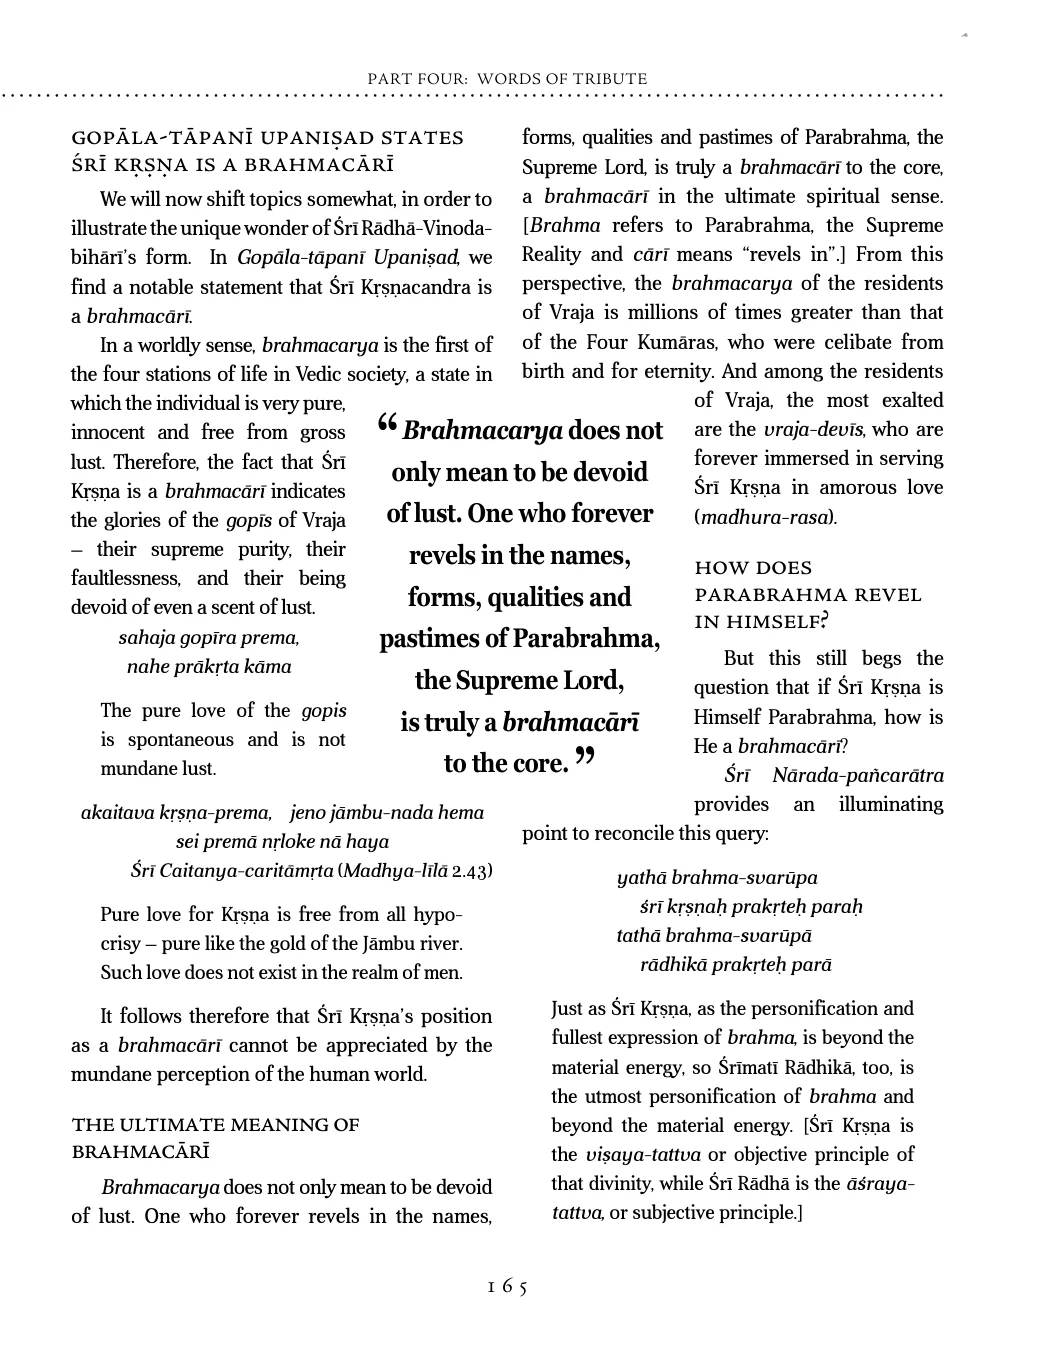 PART FOUR: WORDS OF TRIBUTE
GOPĀLA-TĀPANĪ UPANIṢAD STATES
ŚRĪ KṚṢṆA IS A BRAHMACĀRĪ
We will now shift topics somewhat, in order to
illustrate the unique wonder of Śrī Rādhā-Vinoda-
bihārī’s form. In Gopāla-tāpanī Upaniṣad, we
find a notable statement that Śrī Kṛṣṇacandra is
a brahmacārī.
In a worldly sense, brahmacarya is the first of
the four stations of life in Vedic society, a state in
which the individual is very pure,
innocent and free from gross
lust. Therefore, the fact that Śrī
Kṛṣṇa is a brahmacārī indicates
the glories of the gopīs of Vraja
– their supreme purity, their
faultlessness, and their being
devoid of even a scent of lust.
sahaja gopīra prema,
nahe prākṛta kāma
The pure love of the gopis
is spontaneous and is not
mundane lust.
akaitava kṛṣṇa-prema, jeno jāmbu-nada hema
sei premā nṛloke nā haya
Śrī Caitanya-caritāmṛta (Madhya-līlā 2.43)
Pure love for Kṛṣṇa is free from all hypo-
crisy – pure like the gold of the Jāmbu river.
Such love does not exist in the realm of men.
It follows therefore that Śrī Kṛṣṇa’s position
as a brahmacārī cannot be appreciated by the
mundane perception of the human world.
THE ULTIMATE MEANING OF
BRAHMACĀRĪ
Brahmacarya does not only mean to be devoid
of lust. One who forever revels in the names,
“ Brahmacarya does not
only mean to be devoid
of lust. One who forever
revels in the names,
forms, qualities and
pastimes of Parabrahma,
the Supreme Lord,
is truly a brahmacārī
to the core. ”
forms, qualities and pastimes of Parabrahma, the
Supreme Lord, is truly a brahmacārī to the core,
a brahmacārī in the ultimate spiritual sense.
[Brahma refers to Parabrahma, the Supreme
Reality and cārī means “revels in”.] From this
perspective, the brahmacarya of the residents
of Vraja is millions of times greater than that
of the Four Kumāras, who were celibate from
birth and for eternity. And among the residents
of Vraja, the most exalted
are the vraja-devīs, who are
forever immersed in serving
Śrī Kṛṣṇa in amorous love
(madhura-rasa).
HOW DOES
PARABRAHMA REVEL
IN HIMSELF?
But this still begs the
question that if Śrī Kṛṣṇa is
Himself Parabrahma, how is
He a brahmacārī?
Śrī Nārada-pañcarātra
provides an illuminating
point to reconcile this query:
yathā brahma-svarūpa
śrī kṛṣṇaḥ prakṛteḥ paraḥ
tathā brahma-svarūpā
rādhikā prakṛteḥ parā
Just as Śrī Kṛṣṇa, as the personification and
fullest expression of brahma, is beyond the
material energy, so Śrīmatī Rādhikā, too, is
the utmost personification of brahma and
beyond the material energy. [Śrī Kṛṣṇa is
the viṣaya-tattva or objective principle of
that divinity, while Śrī Rādhā is the āśraya-
tattva, or subjective principle.]
165